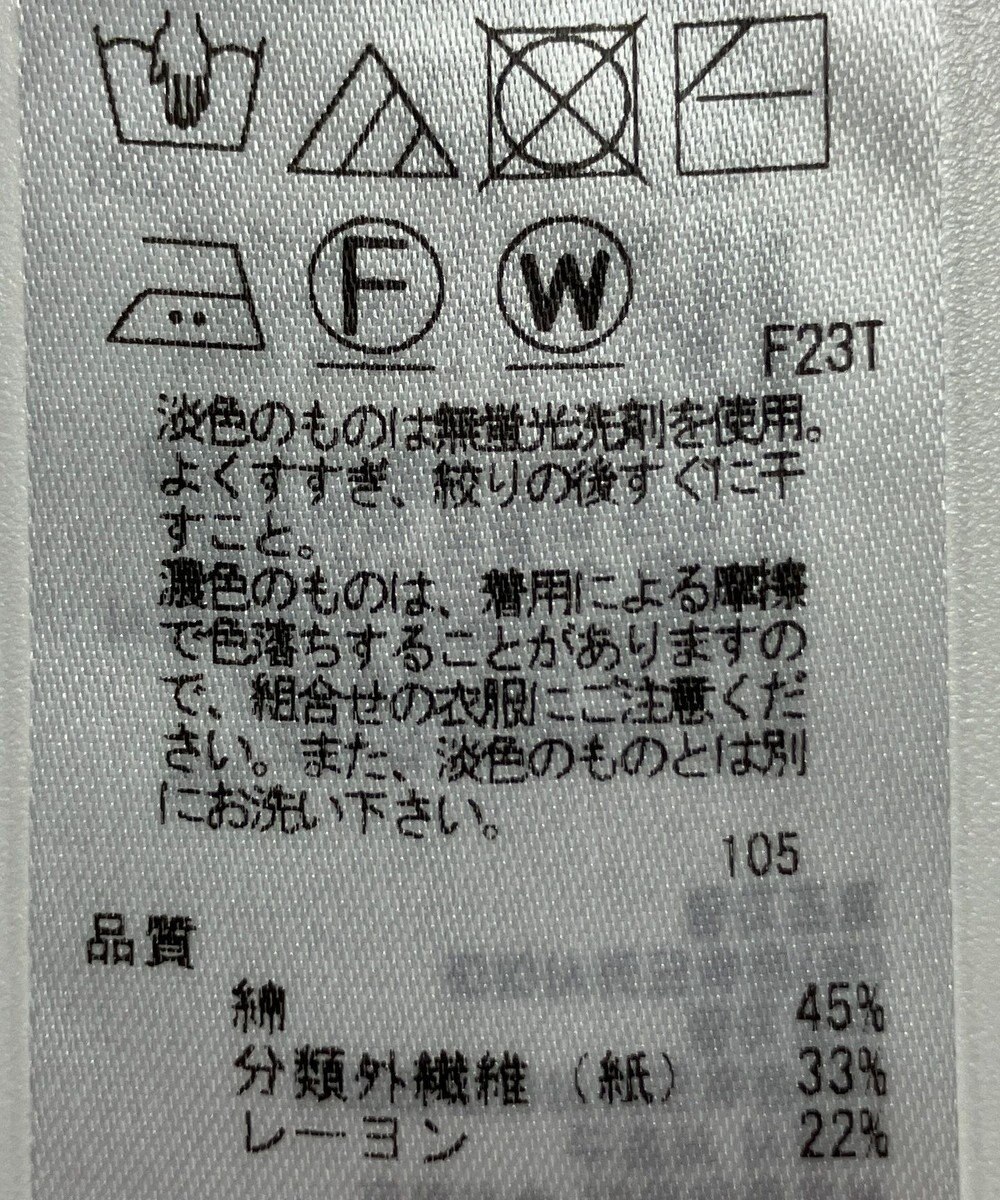 F
W
F23T
淡色のものは無蛍光洗剤を使用。
よくすすぎ、絞りの後すぐに干
すこと。
濃色のものは、着用による摩擦
で色落ちすることがありますの
で、組合せの衣服にご注意くだ
さい。また、淡色のものとは別
にお洗い下さい。
105
品質
綿 45%
分類外繊維（紙） 33%
レーヨン 22%